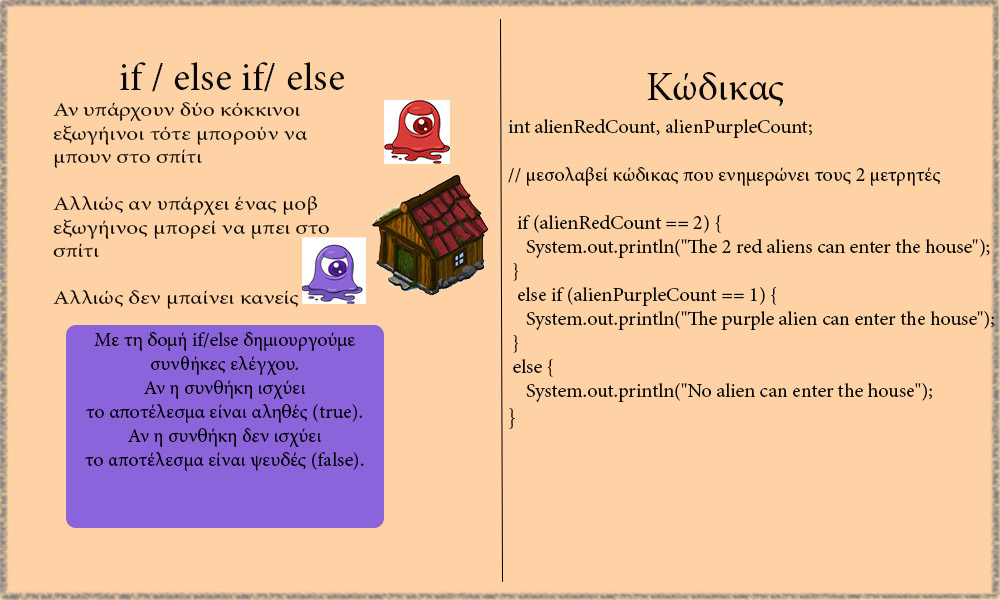 if / else if/ else
Αν υπάρχουν δύο κόκκινοι
εξωγήινοι τότε μπορούν να
μπουν στο σπίτι
Αλλιώς αν υπάρχει ένας μοβ
εξωγήινος μπορεί να μπει στο
σπίτι
Αλλιώς δεν μπαίνει κανείς
Με τη δομή if/else δημιουργούμε
συνθήκες ελέγχου.
Αν η συνθήκη ισχύει
το αποτέλεσμα είναι αληθές (true).
Αν η συνθήκη δεν ισχύει
το αποτέλεσμα είναι ψευδές (false).
Κώδικας
int alienRedCount, alienPurpleCount;
// μεσολαβεί κώδικας που ενημερώνει τους 2 μετρητές
if (alienRedCount == 2) {
System.out.println("The 2 red aliens can enter the house");
}
else if (alienPurpleCount == 1) {
System.out.println("The purple alien can enter the house");
}
else {
System.out.println("No alien can enter the house");
}